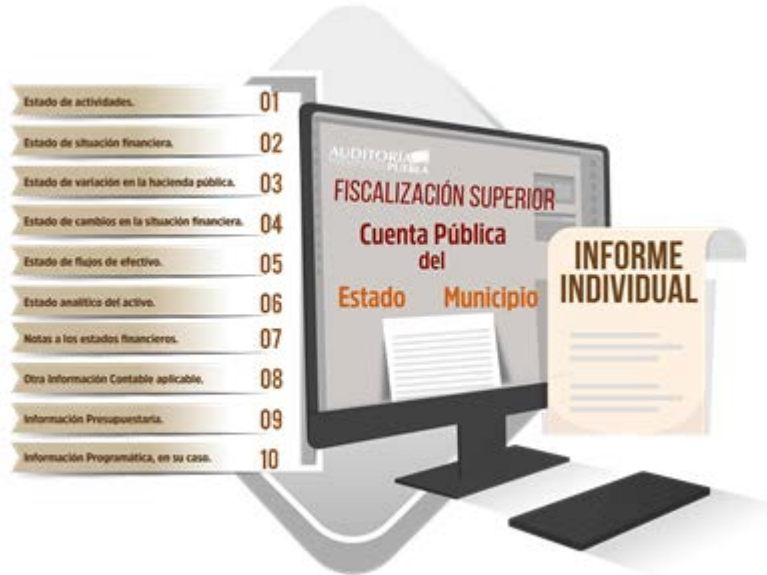 Estado de actividades. 01
Estado de situación financiera. 02
Estado de variación en la hacienda pública. 03
Estado de cambios en la situación financiera. 04
Estado de flujos de efectivo. 05
Estado analítico del activo. 06
Notas a los estados financieros. 07
Otra Información Contable aplicable. 08
Información Presupuestaria. 09
Información Programática, en su caso. 10
AUDITORÍA
PUEBLA
FISCALIZACIÓN SUPERIOR
Cuenta Pública
del
Estado Municipio
INFORME
INDIVIDUAL